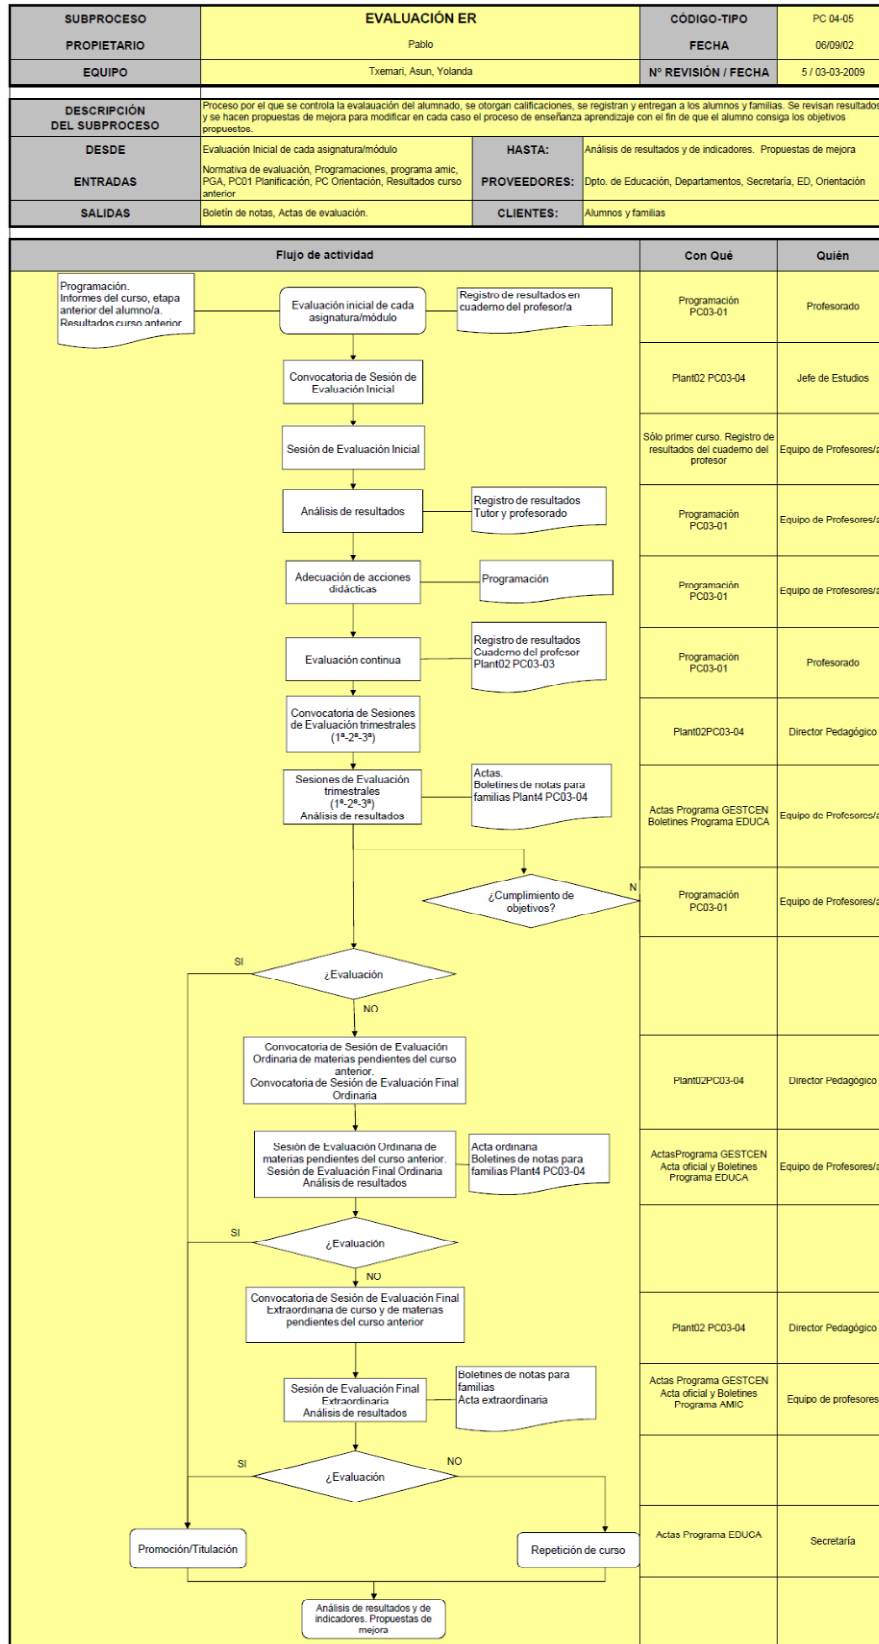 SUBPROCESO
EVALUACIÓN ER
CÓDIGO-TIPO
PC 04-05
PROPIETARIO
Pablo
FECHA
06/09/02
EQUIPO
Txemari, Asun, Yolanda
Nº REVISIÓN / FECHA
5 / 03-03-2009
DESCRIPCIÓN
DEL SUBPROCESO
Proceso por el que se controla la evalauación del alumnado, se otorgan calificaciones, se registran y entregan a los alumnos y familias. Se revisan resultados
y se hacen propuestas de mejora para modificar en cada caso el proceso de enseñanza aprendizaje con el fin de que el alumno consiga los objetivos
propuestos.
DESDE
Evaluación Inicial de cada asignatura/módulo
HASTA:
Análisis de resultados y de indicadores. Propuestas de mejora
ENTRADAS
Normativa de evaluación, Programaciones, programa amic,
PGA, PC01 Planificación, PC Orientación, Resultados curso
anterior
PROVEEDORES:
Dpto. de Educación, Departamentos, Secretaría, ED, Orientación
SALIDAS
Boletín de notas, Actas de evaluación.
CLIENTES:
Alumnos y familias
Flujo de actividad
Con Qué
Quién
Programación.
Informes del curso, etapa
anterior del alumno/a.
Resultados curso anterior
Evaluación inicial de cada
asignatura/módulo
Registro de resultados en
cuaderno del profesor/a
Programación
PC03-01
Profesorado
Convocatoria de Sesión de
Evaluación Inicial
Plant02 PC03-04
Jefe de Estudios
Sesión de Evaluación Inicial
Sólo primer curso. Registro de
resultados del cuaderno del
profesor
Equipo de Profesores/a
Análisis de resultados
Registro de resultados
Tutor y profesorado
Programación
PC03-01
Equipo de Profesores/a
Adecuación de acciones
didácticas
Programación
Programación
PC03-01
Equipo de Profesores/a
Evaluación continua
Registro de resultados
Cuaderno del profesor
Plant02 PC03-03
Programación
PC03-01
Profesorado
Convocatoria de Sesiones
de Evaluación trimestrales
(1ª-2ª-3ª)
Plant02PC03-04
Director Pedagógico
Sesiones de Evaluación
trimestrales
(1ª-2ª-3ª)
Análisis de resultados
Actas.
Boletines de notas para
familias Plant4 PC03-04
Actas Programa GESTCEN
Boletines Programa EDUCA
Equipo de Profesores/a
¿Cumplimiento de
objetivos?
N
Programación
PC03-01
Equipo de Profesores/a
SI
¿Evaluación
NO
Convocatoria de Sesión de Evaluación
Ordinaria de materias pendientes del curso
anterior.
Convocatoria de Sesión de Evaluación Final
Ordinaria
Plant02PC03-04
Director Pedagógico
Sesión de Evaluación Ordinaria de
materias pendientes del curso anterior.
Sesión de Evaluación Final Ordinaria
Análisis de resultados
Acta ordinaria
Boletines de notas para
familias Plant4 PC03-04
ActasPrograma GESTCEN
Acta oficial y Boletines
Programa EDUCA
Equipo de Profesores/a
SI
¿Evaluación
NO
Convocatoria de Sesión de Evaluación Final
Extraordinaria de curso y de materias
pendientes del curso anterior
Plant02 PC03-04
Director Pedagógico
Sesión de Evaluación Final
Extraordinaria
Análisis de resultados
Boletines de notas para
familias
Acta extraordinaria
Actas Programa GESTCEN
Acta oficial y Boletines
Programa AMIC
Equipo de profesores
SI
¿Evaluación
NO
Promoción/Titulación
Repetición de curso
Actas Programa EDUCA
Secretaría
Análisis de resultados y de
indicadores. Propuestas de
mejora